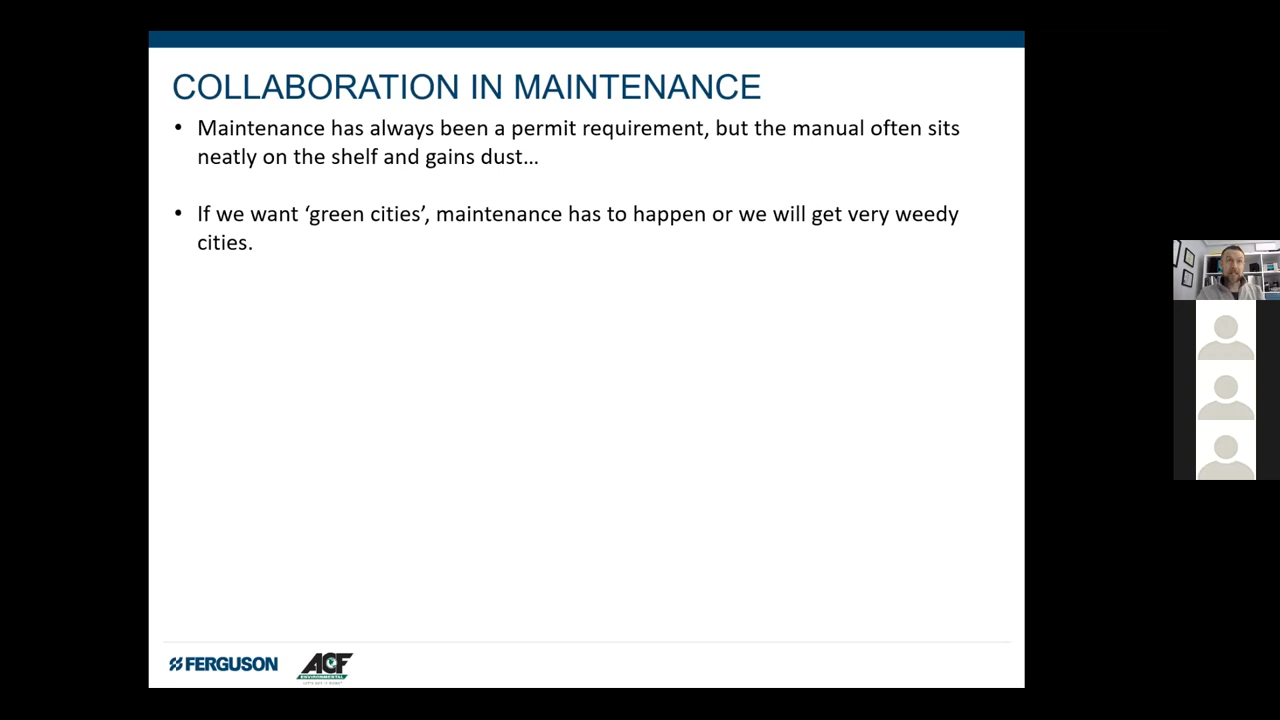 COLLABORATION IN MAINTENANCE
• Maintenance has always been a permit requirement, but the manual often sits
neatly on the shelf and gains dust…
• If we want ‘green cities’, maintenance has to happen or we will get very weedy
cities.
FERGUSON
ACF
ENVIRONMENTAL